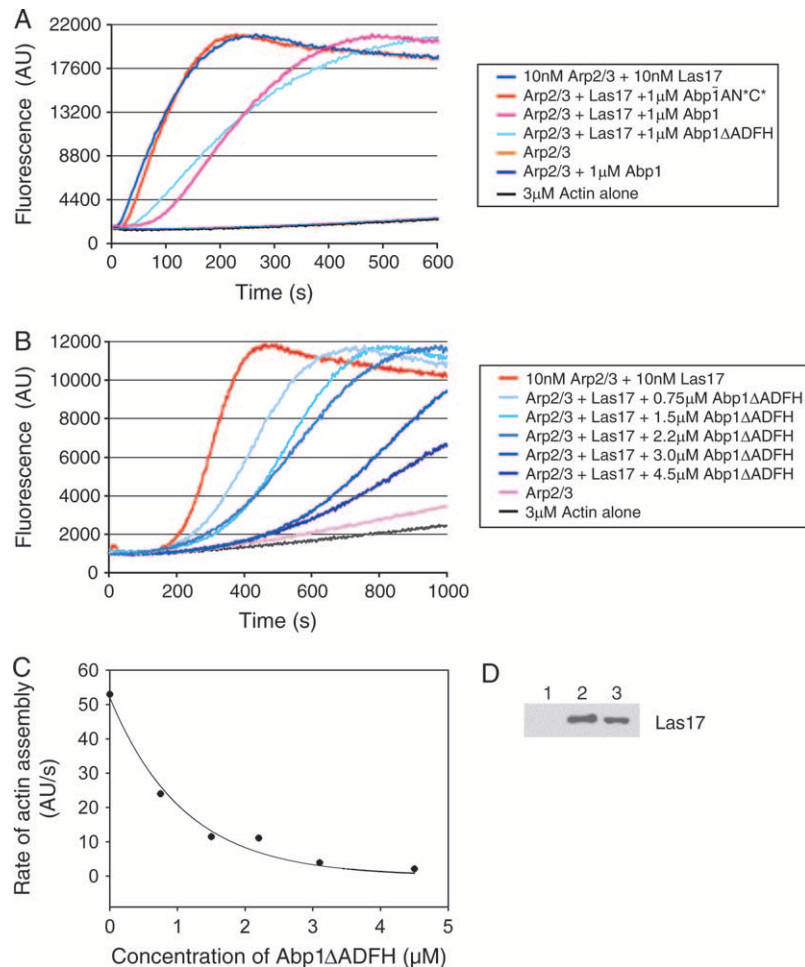 A
Fluorescence (AU)
22000
17600
13200
8800
4400
0
0 100 200 300 400 500 600
Time (s)
10nM Arp2/3 + 10nM Las17
Arp2/3 + Las17 +1µM Abp1̃AN*C*
Arp2/3 + Las17 +1µM Abp1
Arp2/3 + Las17 +1µM Abp1ΔADFH
Arp2/3
Arp2/3 + 1µM Abp1
3µM Actin alone
B
Fluorescence (AU)
12000
10000
8000
6000
4000
2000
0
0 200 400 600 800 1000
Time (s)
10nM Arp2/3 + 10nM Las17
Arp2/3 + Las17 + 0.75µM Abp1ΔADFH
Arp2/3 + Las17 + 1.5µM Abp1ΔADFH
Arp2/3 + Las17 + 2.2µM Abp1ΔADFH
Arp2/3 + Las17 + 3.0µM Abp1ΔADFH
Arp2/3 + Las17 + 4.5µM Abp1ΔADFH
Arp2/3
3µM Actin alone
C
Rate of actin assembly
(AU/s)
60
50
40
30
20
10
0
0 1 2 3 4 5
Concentration of Abp1ΔADFH (µM)
D
1 2 3
Las17